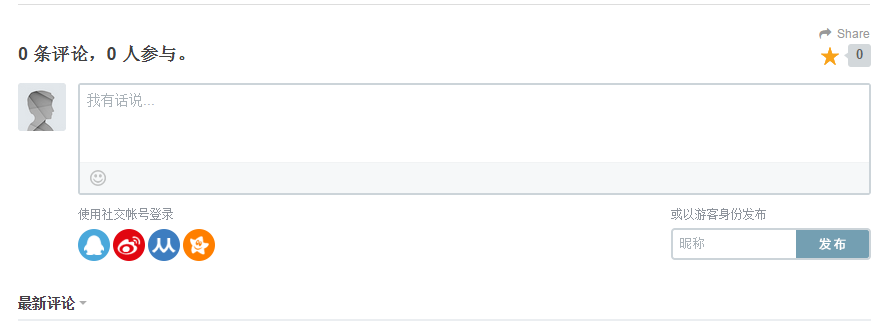 Share
0 条评论，0 人参与。
0
我有话说...
使用社交帐号登录
或以游客身份发布
昵称
发布
最新评论